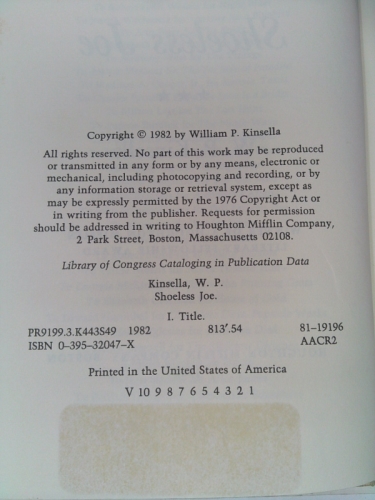 Shoeless Joe
Copyright © 1982 by William P. Kinsella
All rights reserved. No part of this work may be reproduced
or transmitted in any form or by any means, electronic or
mechanical, including photocopying and recording, or by
any information storage or retrieval system, except as
may be expressly permitted by the 1976 Copyright Act or
in writing from the publisher. Requests for permission
should be addressed in writing to Houghton Mifflin Company,
2 Park Street, Boston, Massachusetts 02108.
Library of Congress Cataloging in Publication Data
Kinsella, W. P.
Shoeless Joe.
I. Title.
PR9199.3.K443S49 1982 813′.54 81-19196
ISBN 0-395-32047-X AACR2
Printed in the United States of America
V 10 9 8 7 6 5 4 3 2 1